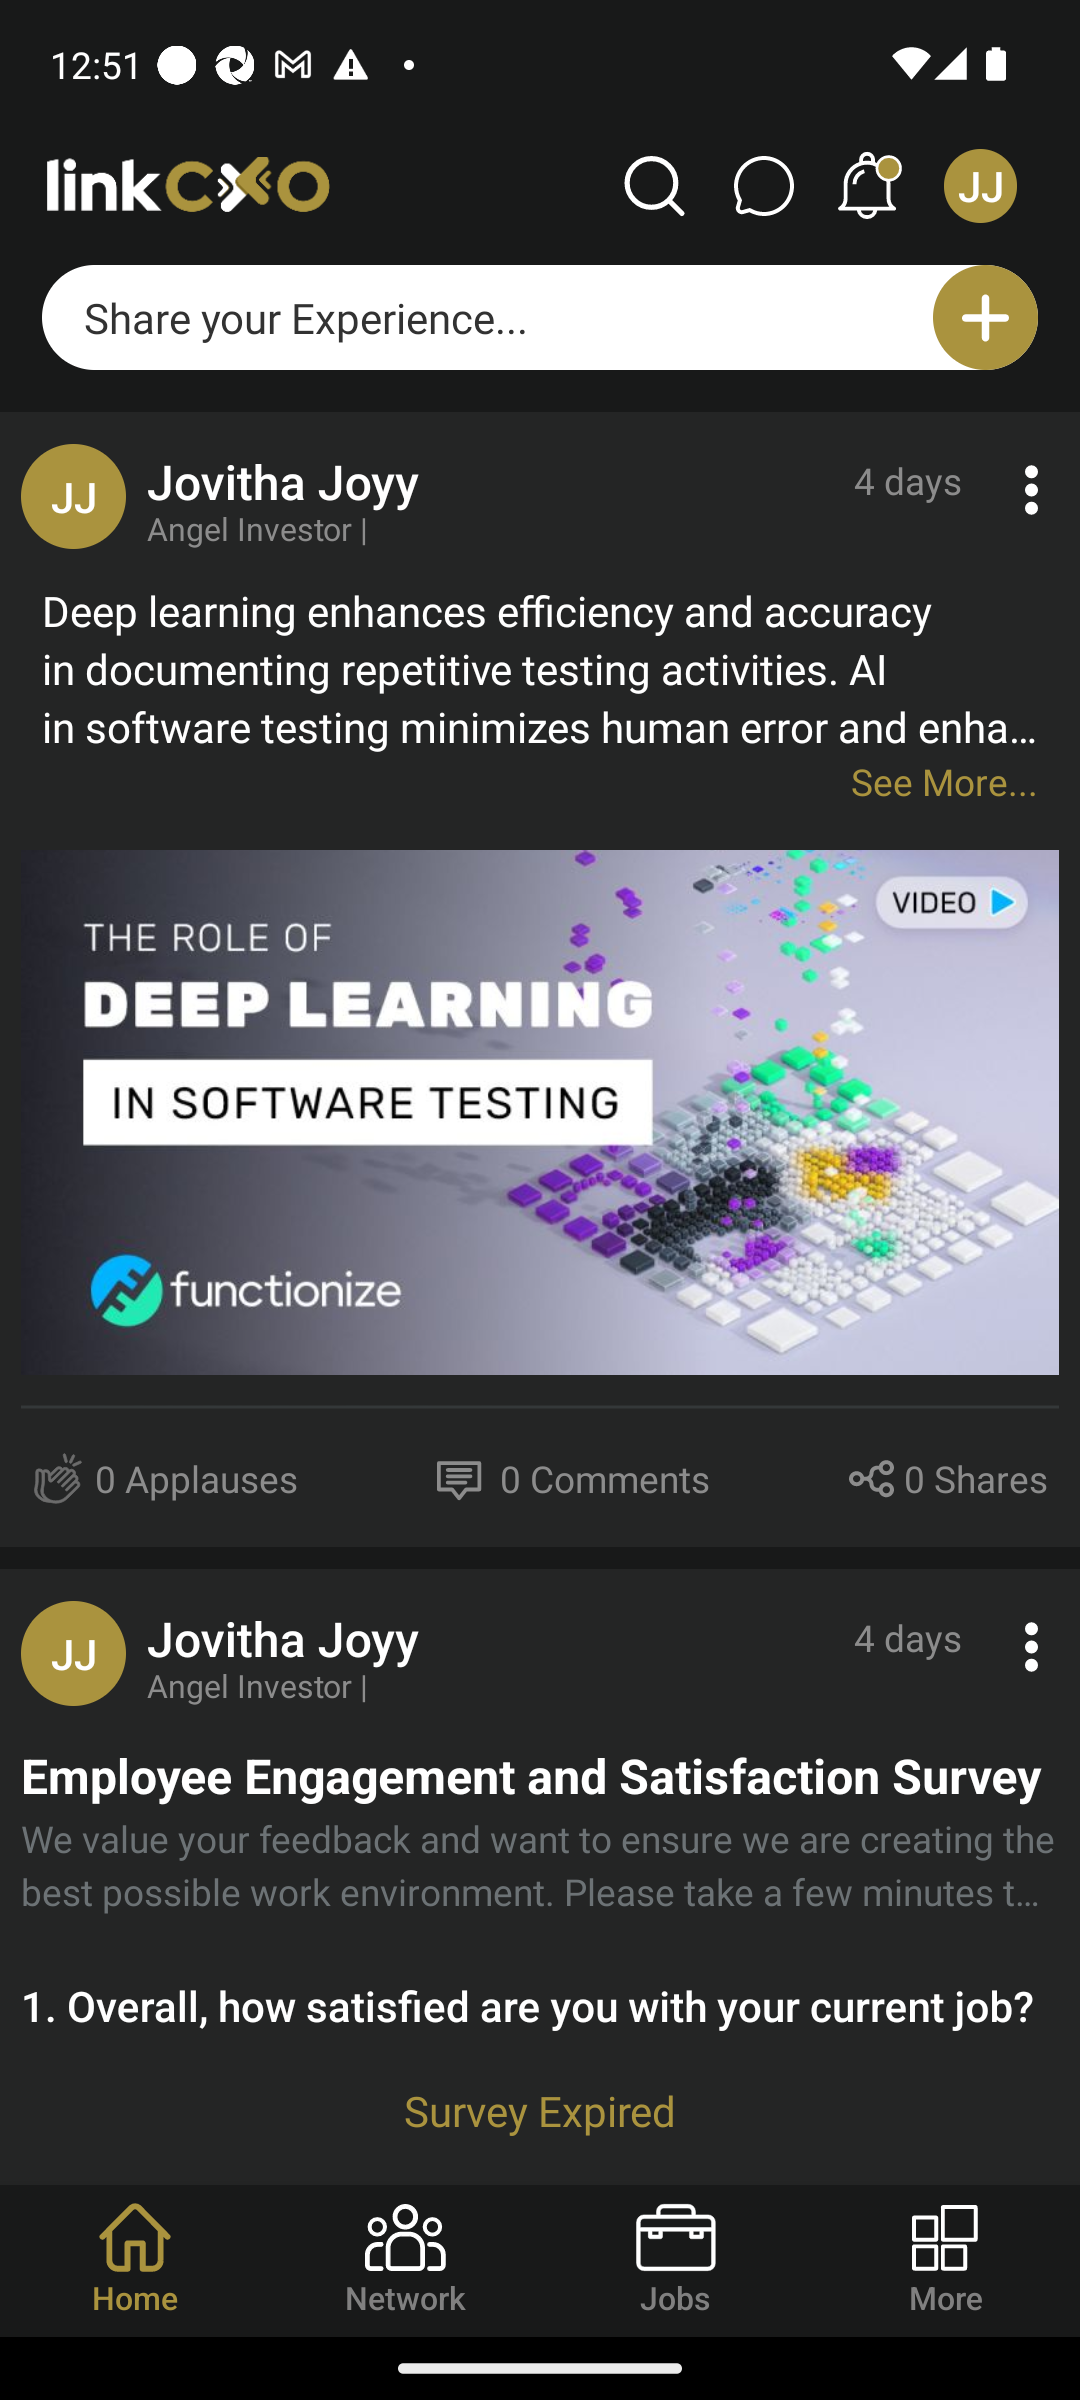 12:51
linkCXO
JJ
Share your Experience...
JJ
Jovitha Joyy
4 days
Angel Investor |
Deep learning enhances efficiency and accuracy
in documenting repetitive testing activities. AI
in software testing minimizes human error and enha...
See More...
VIDEO
THE ROLE OF
DEEP LEARNING
IN SOFTWARE TESTING
functionize
0 Applauses
0 Comments
0 Shares
JJ
Jovitha Joyy
4 days
Angel Investor |
Employee Engagement and Satisfaction Survey
We value your feedback and want to ensure we are creating the
best possible work environment. Please take a few minutes t...
1. Overall, how satisfied are you with your current job?
Survey Expired
Home
Network
Jobs
More